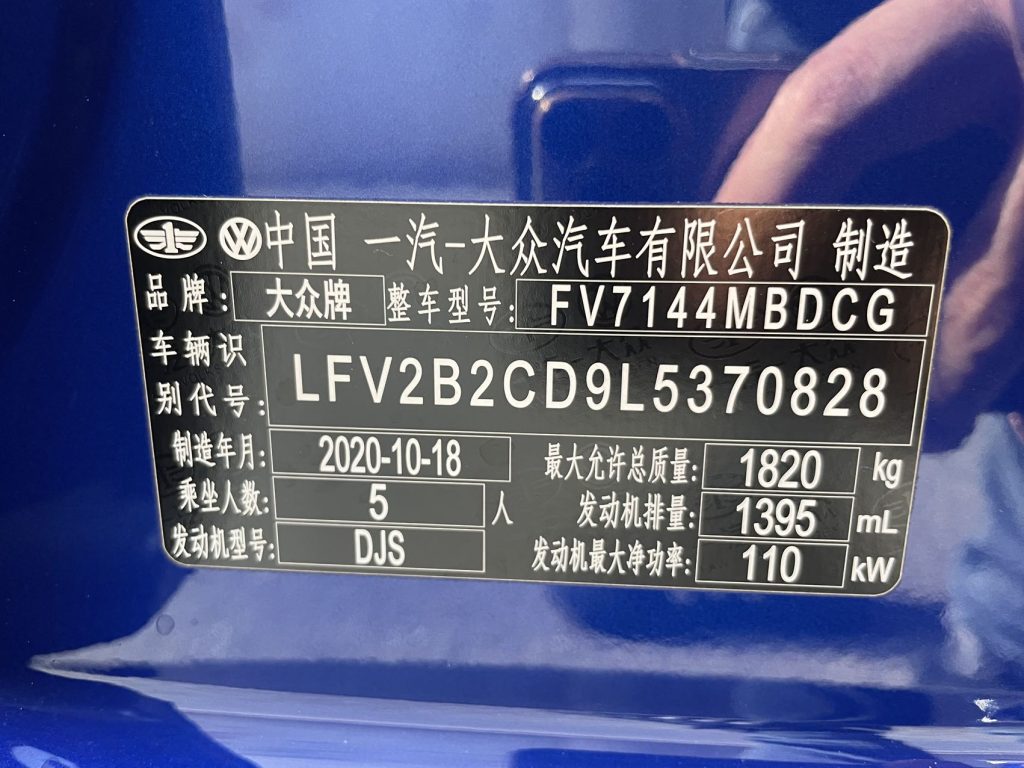 中国 一汽-大众汽车有限公司 制造
品牌: 大众牌 整车型号: FV7144MBDCG
车辆识
别代号: LFV2B2CD9L5370828
制造年月: 2020-10-18 最大允许总质量: 1820 kg
乘坐人数: 5 人 发动机排量: 1395 mL
发动机型号: DJS 发动机最大净功率: 110 kW